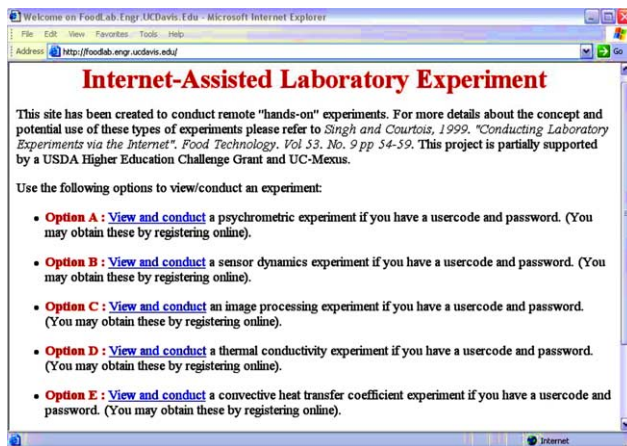 Welcome on FoodLab.Engr.UCDavis.Edu - Microsoft Internet Explorer
File Edit View Favorites Tools Help
Address http://foodlab.engr.ucdavis.edu/ Go
Internet-Assisted Laboratory Experiment
This site has been created to conduct remote "hands-on" experiments. For more details about the concept and
potential use of these types of experiments please refer to Singh and Courtois, 1999. "Conducting Laboratory
Experiments via the Internet". Food Technology. Vol 53. No. 9 pp 54-59. This project is partially supported
by a USDA Higher Education Challenge Grant and UC-Mexus.
Use the following options to view/conduct an experiment:
• Option A : View and conduct a psychrometric experiment if you have a usercode and password. (You
may obtain these by registering online).
• Option B : View and conduct a sensor dynamics experiment if you have a usercode and password. (You
may obtain these by registering online).
• Option C : View and conduct an image processing experiment if you have a usercode and password.
(You may obtain these by registering online).
• Option D : View and conduct a thermal conductivity experiment if you have a usercode and password.
(You may obtain these by registering online).
• Option E : View and conduct a convective heat transfer coefficient experiment if you have a usercode and
password. (You may obtain these by registering online).
Internet